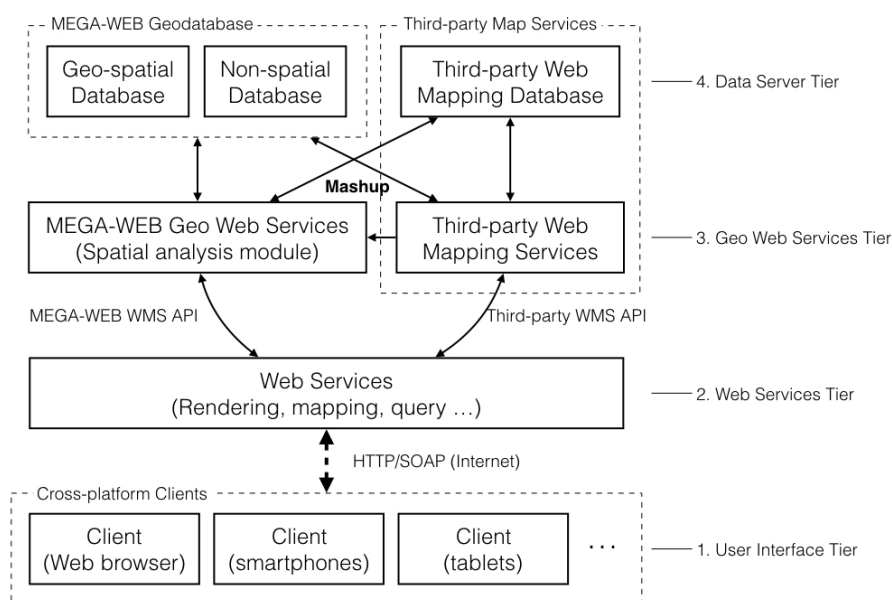 MEGA-WEB Geodatabase
Third-party Map Services
Geo-spatial
Database
Non-spatial
Database
Third-party Web
Mapping Database
4. Data Server Tier
Mashup
MEGA-WEB Geo Web Services
(Spatial analysis module)
Third-party Web
Mapping Services
3. Geo Web Services Tier
MEGA-WEB WMS API
Third-party WMS API
Web Services
(Rendering, mapping, query ...)
2. Web Services Tier
HTTP/SOAP (Internet)
Cross-platform Clients
Client
(Web browser)
Client
(smartphones)
Client
(tablets)
...
1. User Interface Tier